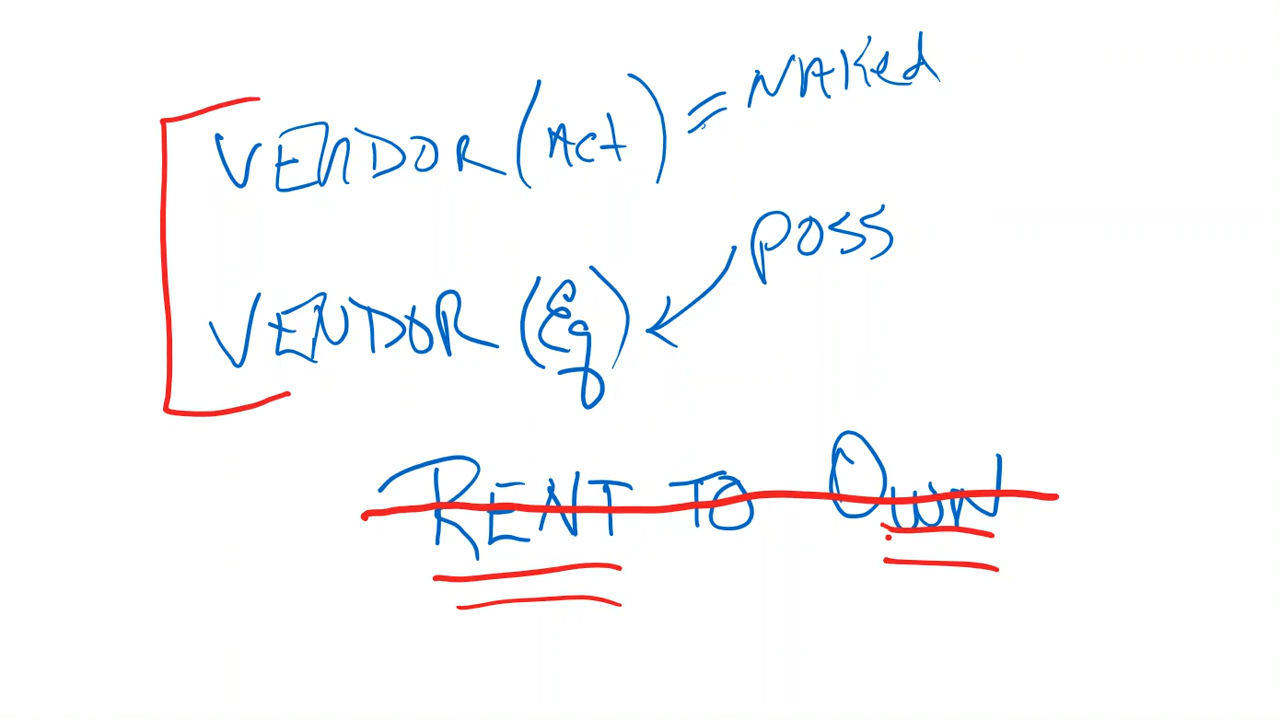 VENDOR (Act) = NAKed
POSS
VENDOR (Eq)
RENT TO OWN